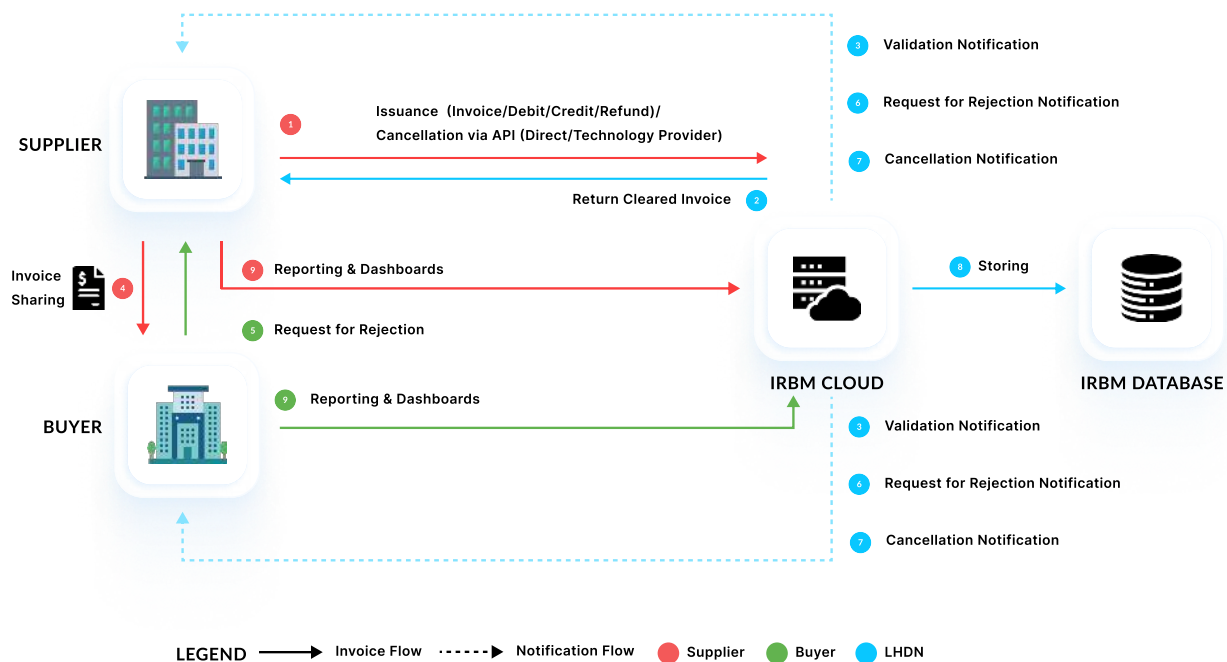 3 Validation Notification
6 Request for Rejection Notification
7 Cancellation Notification
SUPPLIER
1
Issuance (Invoice/Debit/Credit/Refund)/
Cancellation via API (Direct/Technology Provider)
Return Cleared Invoice 2
Invoice
Sharing
$
4
9 Reporting & Dashboards
8 Storing
5 Request for Rejection
IRBM CLOUD
IRBM DATABASE
BUYER
9 Reporting & Dashboards
3 Validation Notification
6 Request for Rejection Notification
7 Cancellation Notification
LEGEND Invoice Flow Notification Flow Supplier Buyer LHDN